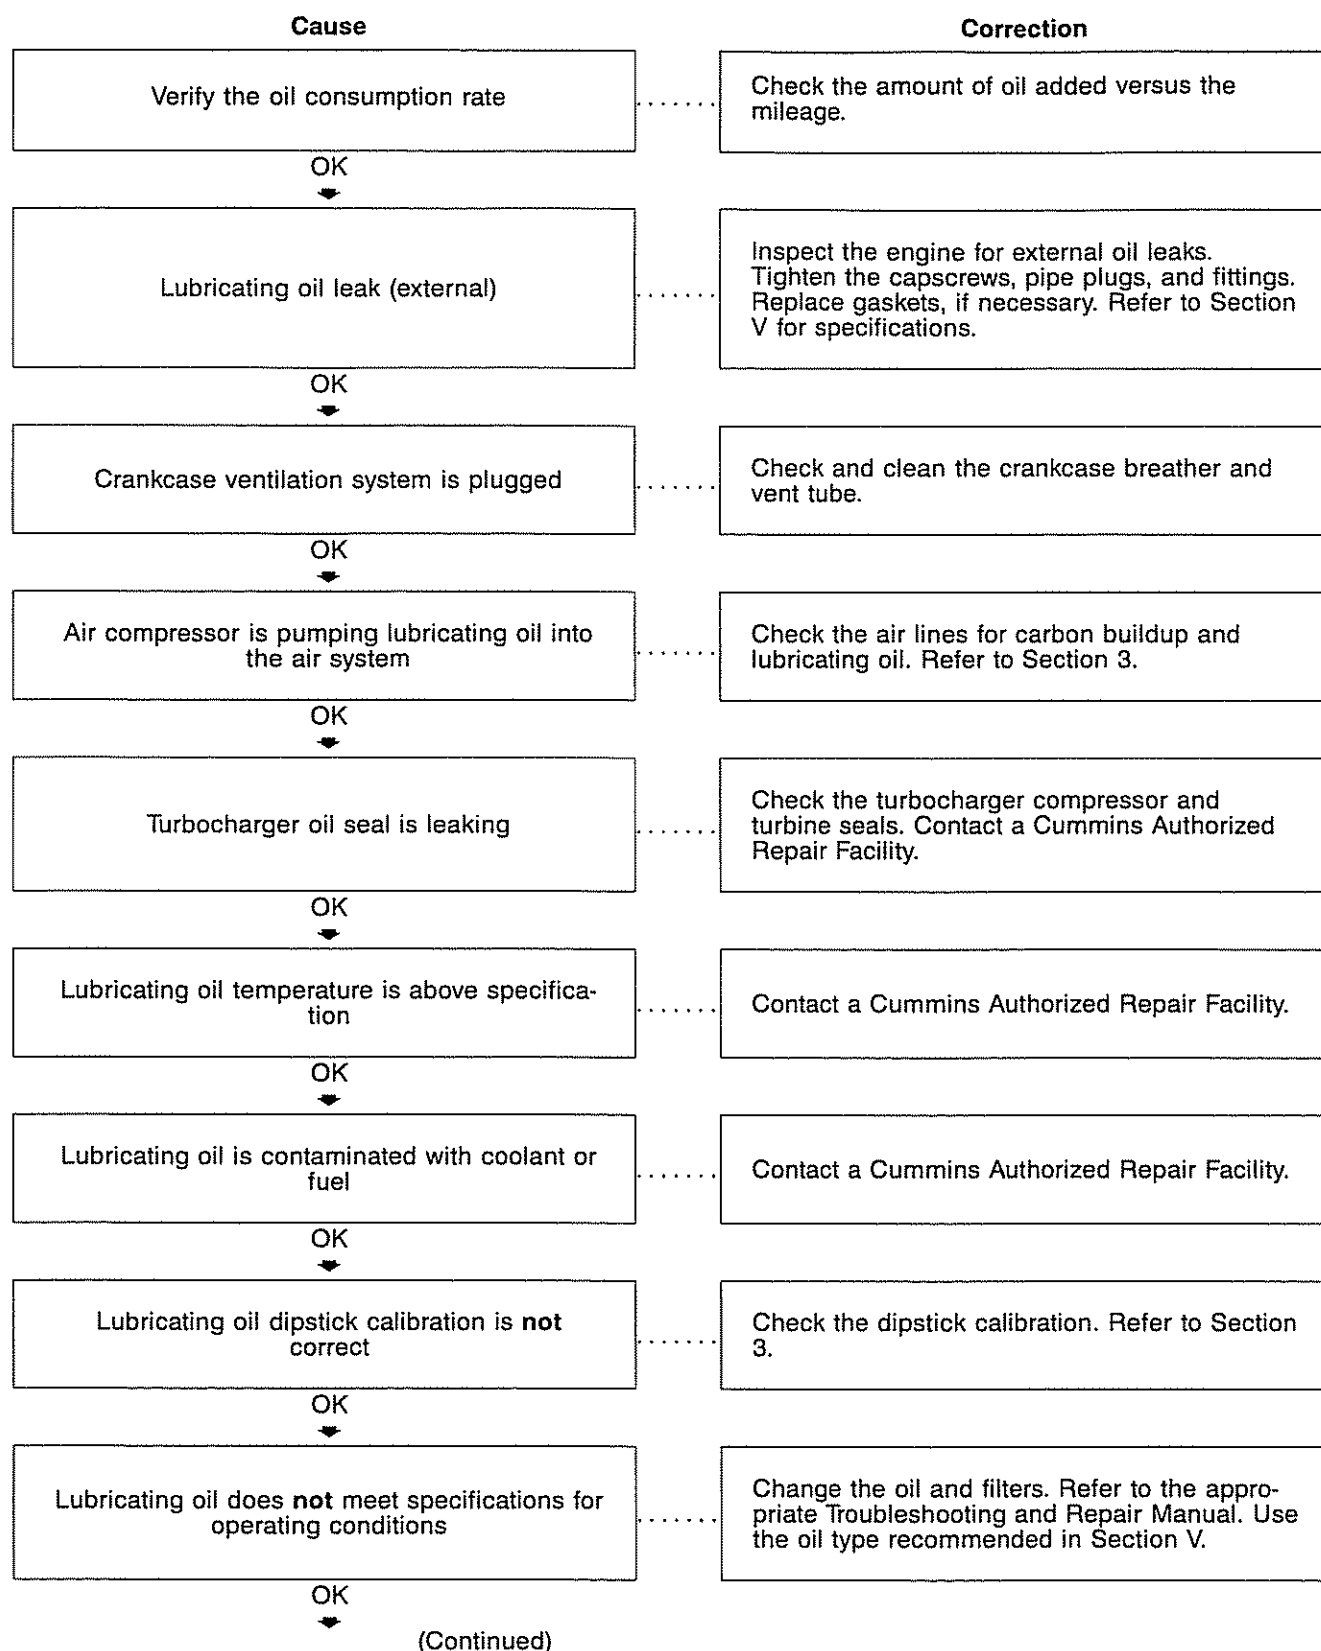 Cause
Correction
Verify the oil consumption rate
Check the amount of oil added versus the
mileage.
OK
Lubricating oil leak (external)
Inspect the engine for external oil leaks.
Tighten the capscrews, pipe plugs, and fittings.
Replace gaskets, if necessary. Refer to Section
V for specifications.
OK
Crankcase ventilation system is plugged
Check and clean the crankcase breather and
vent tube.
OK
Air compressor is pumping lubricating oil into
the air system
Check the air lines for carbon buildup and
lubricating oil. Refer to Section 3.
OK
Turbocharger oil seal is leaking
Check the turbocharger compressor and
turbine seals. Contact a Cummins Authorized
Repair Facility.
OK
Lubricating oil temperature is above specifica-
tion
Contact a Cummins Authorized Repair Facility.
OK
Lubricating oil is contaminated with coolant or
fuel
Contact a Cummins Authorized Repair Facility.
OK
Lubricating oil dipstick calibration is not
correct
Check the dipstick calibration. Refer to Section
3.
OK
Lubricating oil does not meet specifications for
operating conditions
Change the oil and filters. Refer to the appro-
priate Troubleshooting and Repair Manual. Use
the oil type recommended in Section V.
OK
(Continued)